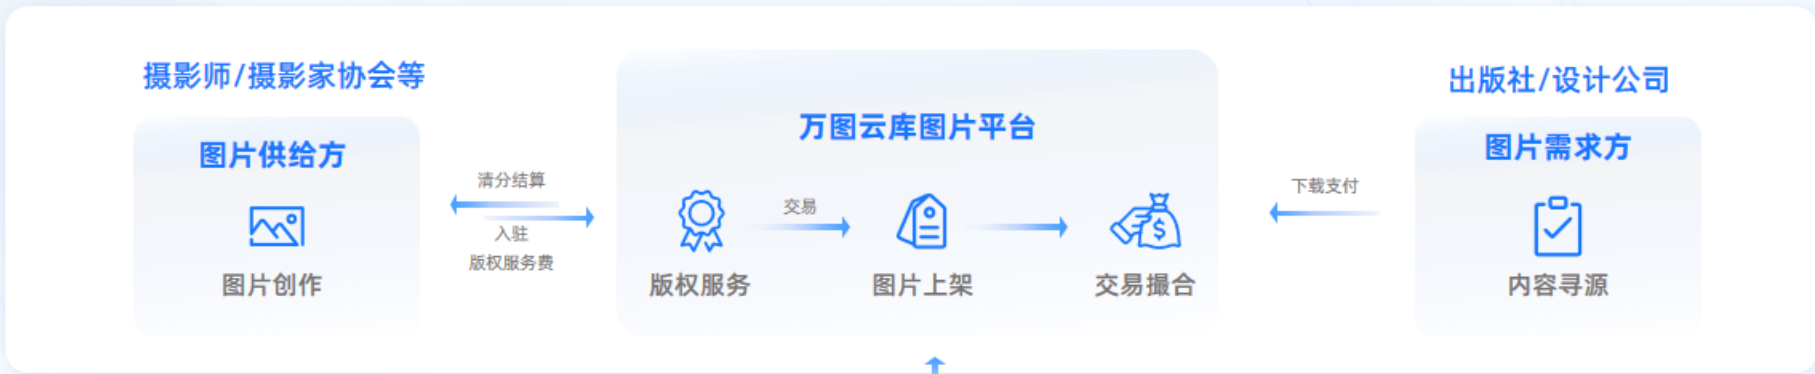 摄影师/摄影家协会等
图片供给方
图片创作
清分结算
入驻
版权服务费
万图云库图片平台
版权服务
交易
图片上架
交易撮合
下载支付
出版社/设计公司
图片需求方
内容寻源